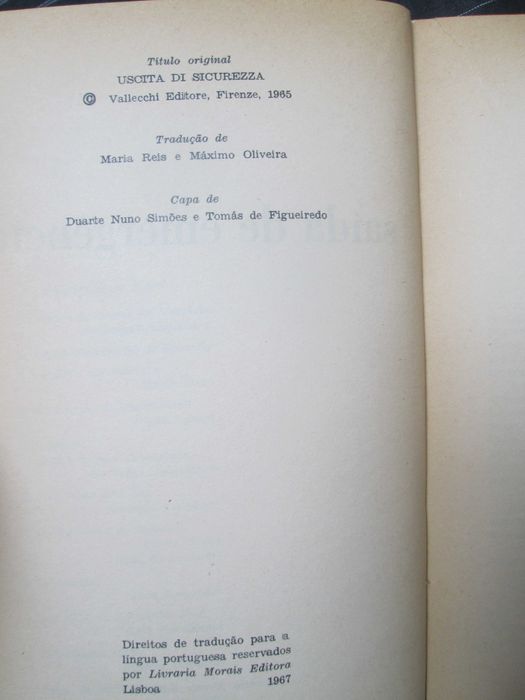 Título original
USCITA DI SICUREZZA
© Vallecchi Editore, Firenze, 1965
Tradução de
Maria Reis e Máximo Oliveira
Capa de
Duarte Nuno Simões e Tomás de Figueiredo
Direitos de tradução para a
língua portuguesa reservados
por Livraria Morais Editora
Lisboa 1967